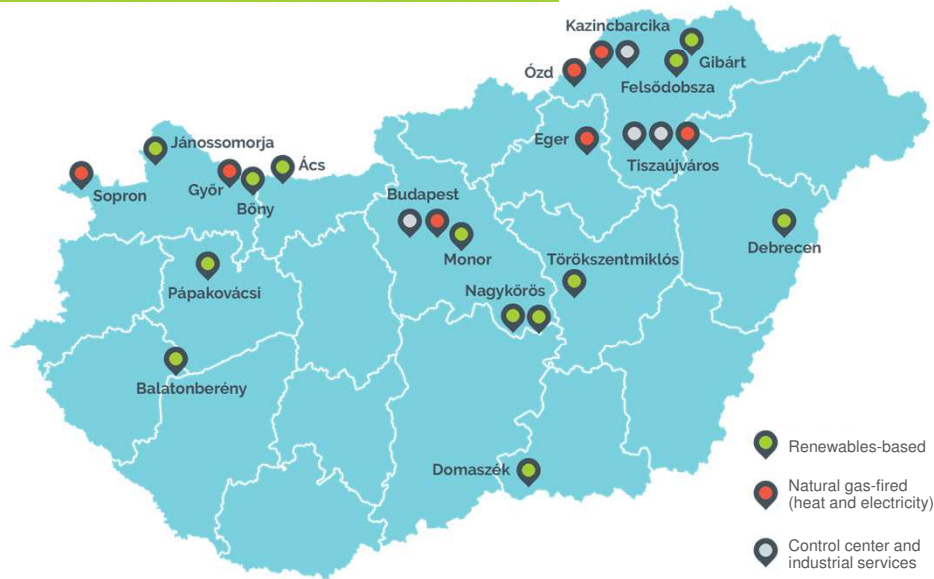 Kazincbarcika
Gibárt
Ózd
Felsődobsza
Jánossomorja
Eger
Tiszaújváros
Ács
Sopron
Győr
Bőny
Budapest
Debrecen
Monor
Törökszentmiklós
Pápakovácsi
Nagykőrös
Balatonberény
Domaszék
Renewables-based
Natural gas-fired
(heat and electricity)
Control center and
industrial services